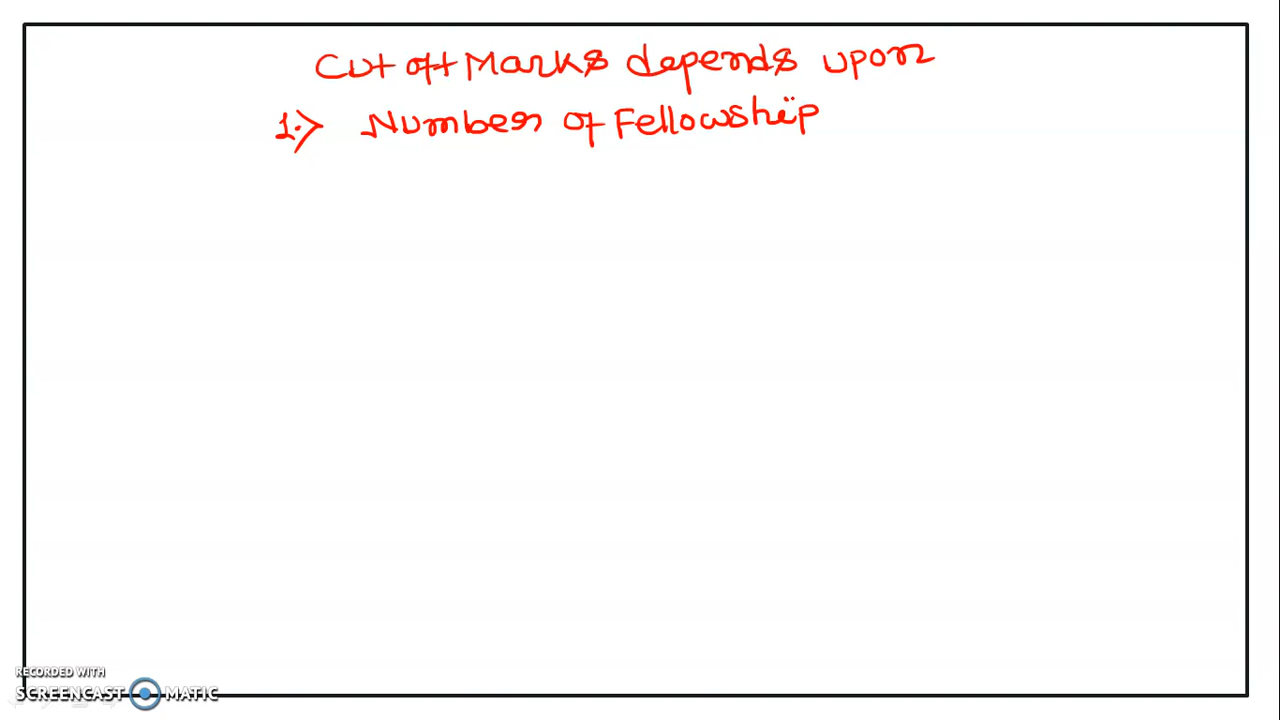 Cut off Marks depends upon
1.> Number of Fellowship
RECORDED WITH
SCREENCAST MATIC